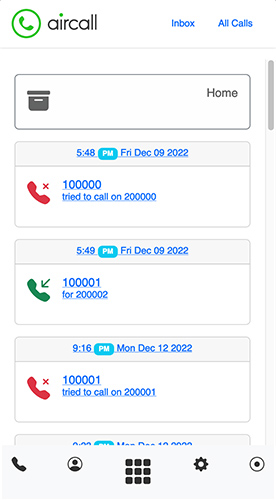 aircall
Inbox
All Calls
Home
5:48 PM Fri Dec 09 2022
100000
tried to call on 200000
5:49 PM Fri Dec 09 2022
100001
for 200002
9:16 PM Mon Dec 12 2022
100001
tried to call on 200001